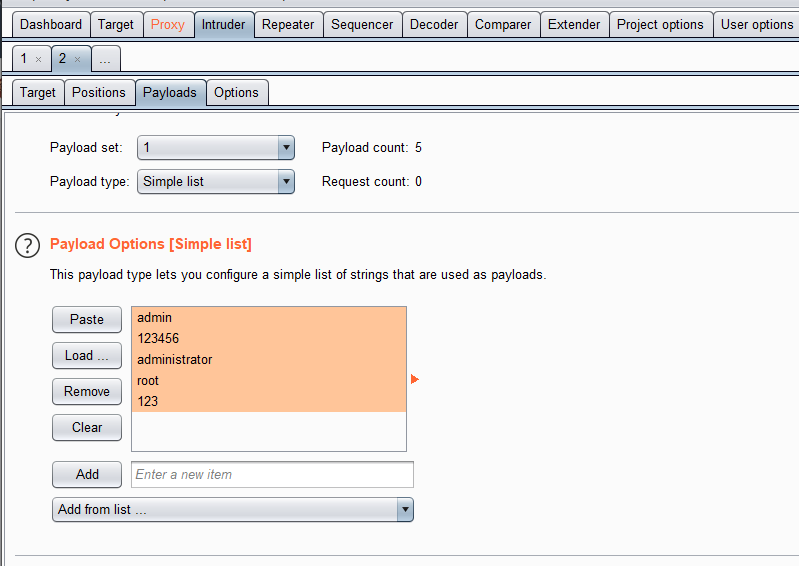 Dashboard Target Proxy Intruder Repeater Sequencer Decoder Comparer Extender Project options User options
1 × 2 × ...
Target Positions Payloads Options
Payload set: 1 Payload count: 5
Payload type: Simple list Request count: 0
? Payload Options [Simple list]
This payload type lets you configure a simple list of strings that are used as payloads.
Paste admin
123456
Load ... administrator
Remove root
123
Clear
Add Enter a new item
Add from list ...